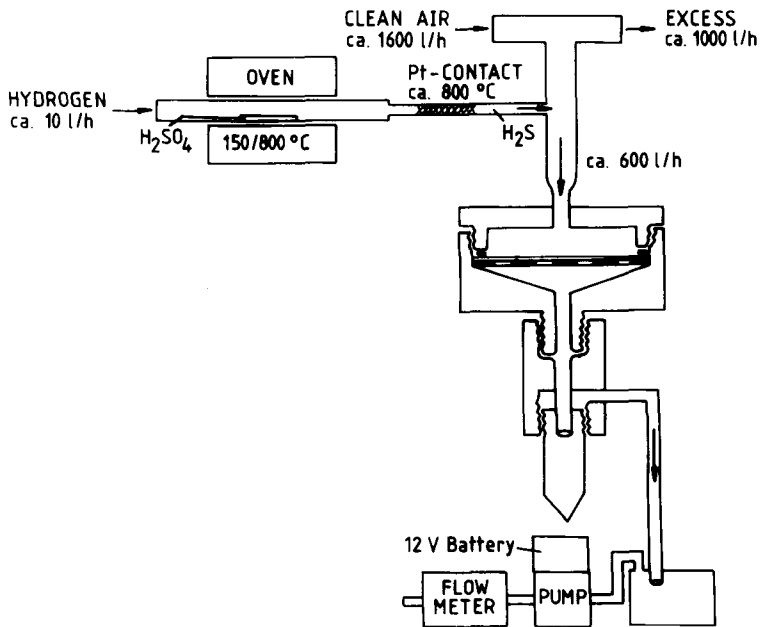 CLEAN AIR
ca. 1600 l/h
EXCESS
ca. 1000 l/h
OVEN
Pt-CONTACT
ca. 800 °C
HYDROGEN
ca. 10 l/h
H₂SO₄
150/800 °C
H₂S
ca. 600 l/h
12 V Battery
FLOW
METER
PUMP